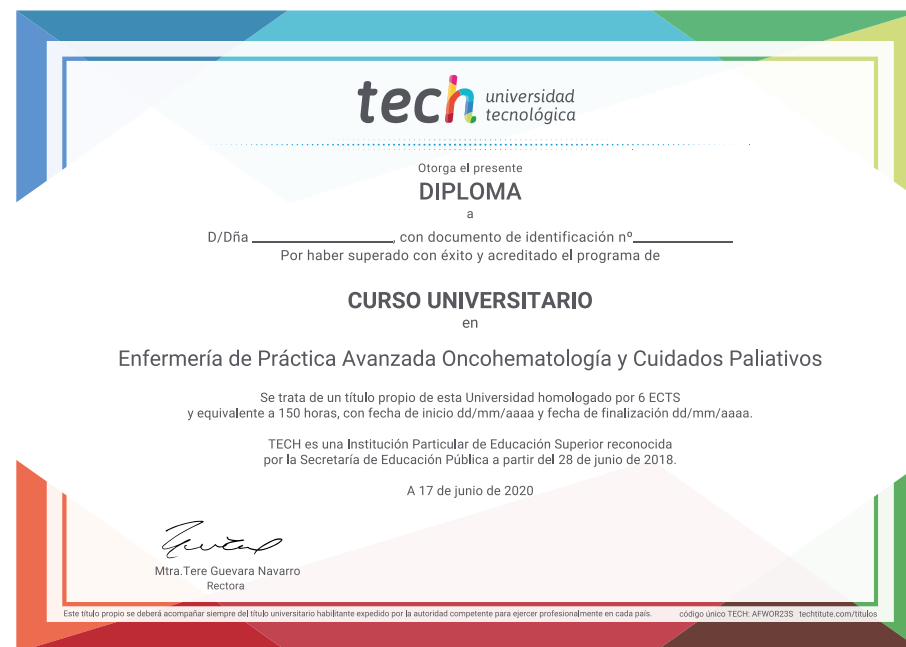 tech universidad
tecnológica
Otorga el presente
DIPLOMA
a
D/Dña ____________________, con documento de identificación nº______________
Por haber superado con éxito y acreditado el programa de
CURSO UNIVERSITARIO
en
Enfermería de Práctica Avanzada Oncohematología y Cuidados Paliativos
Se trata de un título propio de esta Universidad homologado por 6 ECTS
y equivalente a 150 horas, con fecha de inicio dd/mm/aaaa y fecha de finalización dd/mm/aaaa.
TECH es una Institución Particular de Educación Superior reconocida
por la Secretaría de Educación Pública a partir del 28 de junio de 2018.
A 17 de junio de 2020
Mtra.Tere Guevara Navarro
Rectora
Este título propio se deberá acompañar siempre del título universitario habilitante expedido por la autoridad competente para ejercer profesionalmente en cada país. código único TECH: AFWOR23S techtitute.com/titulos